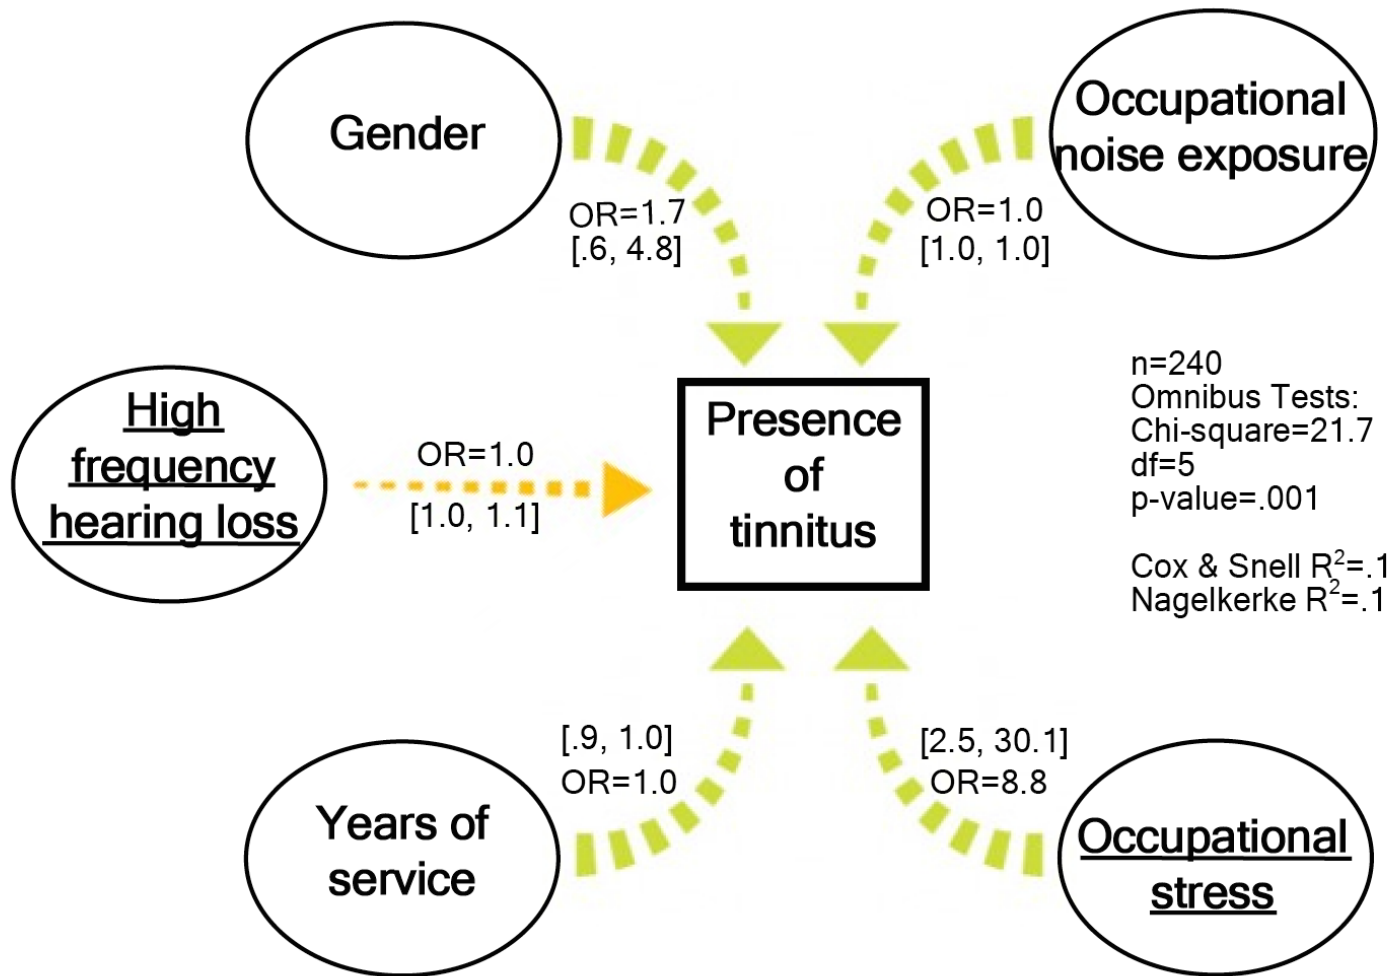 Gender
OR=1.7
[.6, 4.8]
Occupational
noise exposure
OR=1.0
[1.0, 1.0]
High
frequency
hearing loss
OR=1.0
[1.0, 1.1]
Presence
of
tinnitus
n=240
Omnibus Tests:
Chi-square=21.7
df=5
p-value=.001
Cox & Snell R²=.1
Nagelkerke R²=.1
[.9, 1.0]
OR=1.0
Years of
service
[2.5, 30.1]
OR=8.8
Occupational
stress